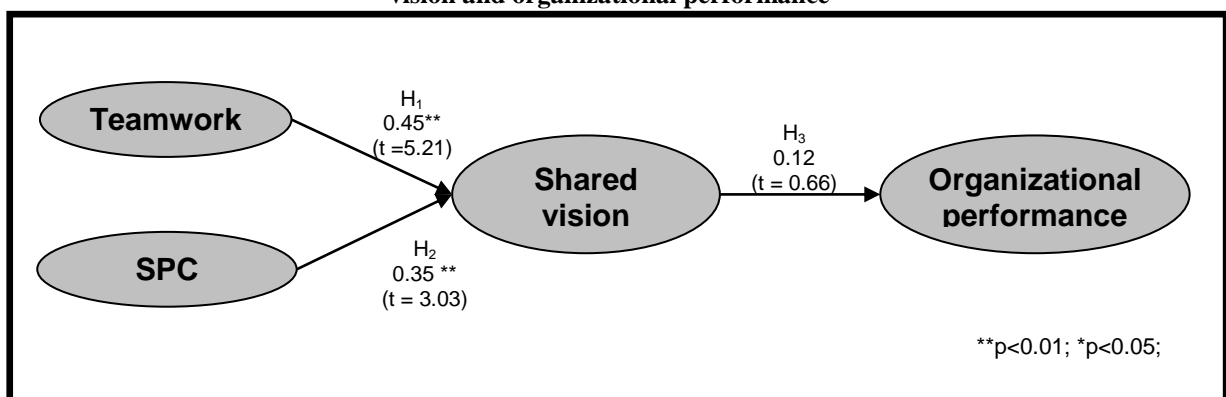 vision and organizational performance
Teamwork
H₁
0.45**
(t =5.21)
SPC
H₂
0.35 **
(t = 3.03)
Shared
vision
H₃
0.12
(t = 0.66)
Organizational
performance
**p<0.01; *p<0.05;